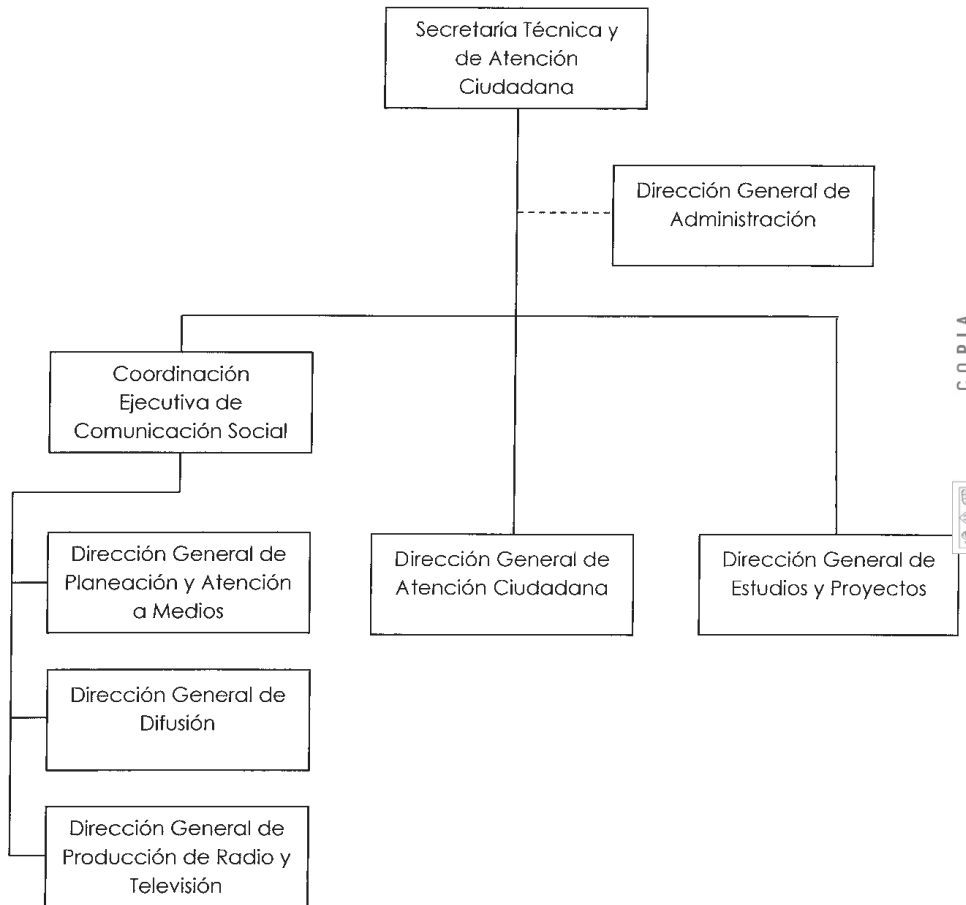 Secretaría Técnica y
de Atención
Ciudadana
Dirección General de
Administración
Coordinación
Ejecutiva de
Comunicación Social
Dirección General de
Planeación y Atención
a Medios
Dirección General de
Atención Ciudadana
Dirección General de
Estudios y Proyectos
Dirección General de
Difusión
Dirección General de
Producción de Radio y
Televisión
COPIA